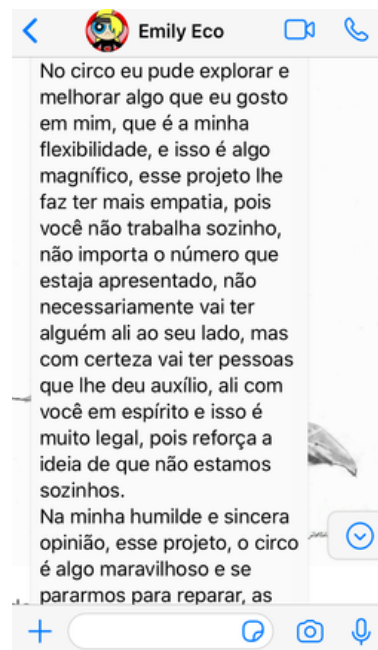 Emily Eco
No circo eu pude explorar e
melhorar algo que eu gosto
em mim, que é a minha
flexibilidade, e isso é algo
magnífico, esse projeto lhe
faz ter mais empatia, pois
você não trabalha sozinho,
não importa o número que
estaja apresentado, não
necessariamente vai ter
alguém ali ao seu lado, mas
com certeza vai ter pessoas
que lhe deu auxílio, ali com
você em espírito e isso é
muito legal, pois reforça a
ideia de que não estamos
sozinhos.
Na minha humilde e sincera
opinião, esse projeto, o circo
é algo maravilhoso e se
pararmos para reparar, as